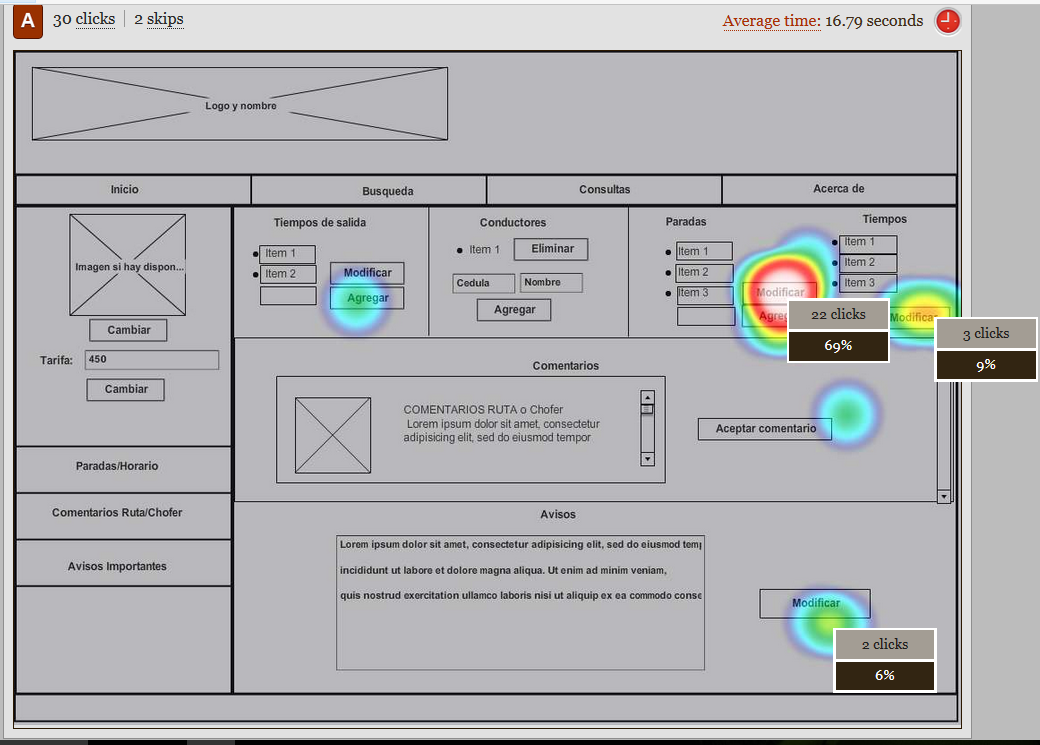 A 30 clicks 2 skips Average time: 16.79 seconds
Logo y nombre
Inicio Busqueda Consultas Acerca de
Imagen si hay dispon...
Cambiar
Tarifa: 450
Cambiar
Paradas/Horario
Comentarios Ruta/Chofer
Avisos Importantes
Tiempos de salida
Item 1
Item 2
Modificar
Agregar
Conductores
Item 1 Eliminar
Cedula Nombre
Agregar
Paradas
Item 1
Item 2
Item 3
Modificar
Tiempos
Item 1
Item 2
Item 3
Modificar
22 clicks
69%
3 clicks
9%
Comentarios
COMENTARIOS RUTA o Chofer
Lorem ipsum dolor sit amet, consectetur
adipisicing elit, sed do eiusmod tempor
Aceptar comentario
Avisos
Lorem ipsum dolor sit amet, consectetur adipisicing elit, sed do eiusmod temp
incididunt ut labore et dolore magna aliqua. Ut enim ad minim veniam,
quis nostrud exercitation ullamco laboris nisi ut aliquip ex ea commodo conse
Modificar
2 clicks
6%